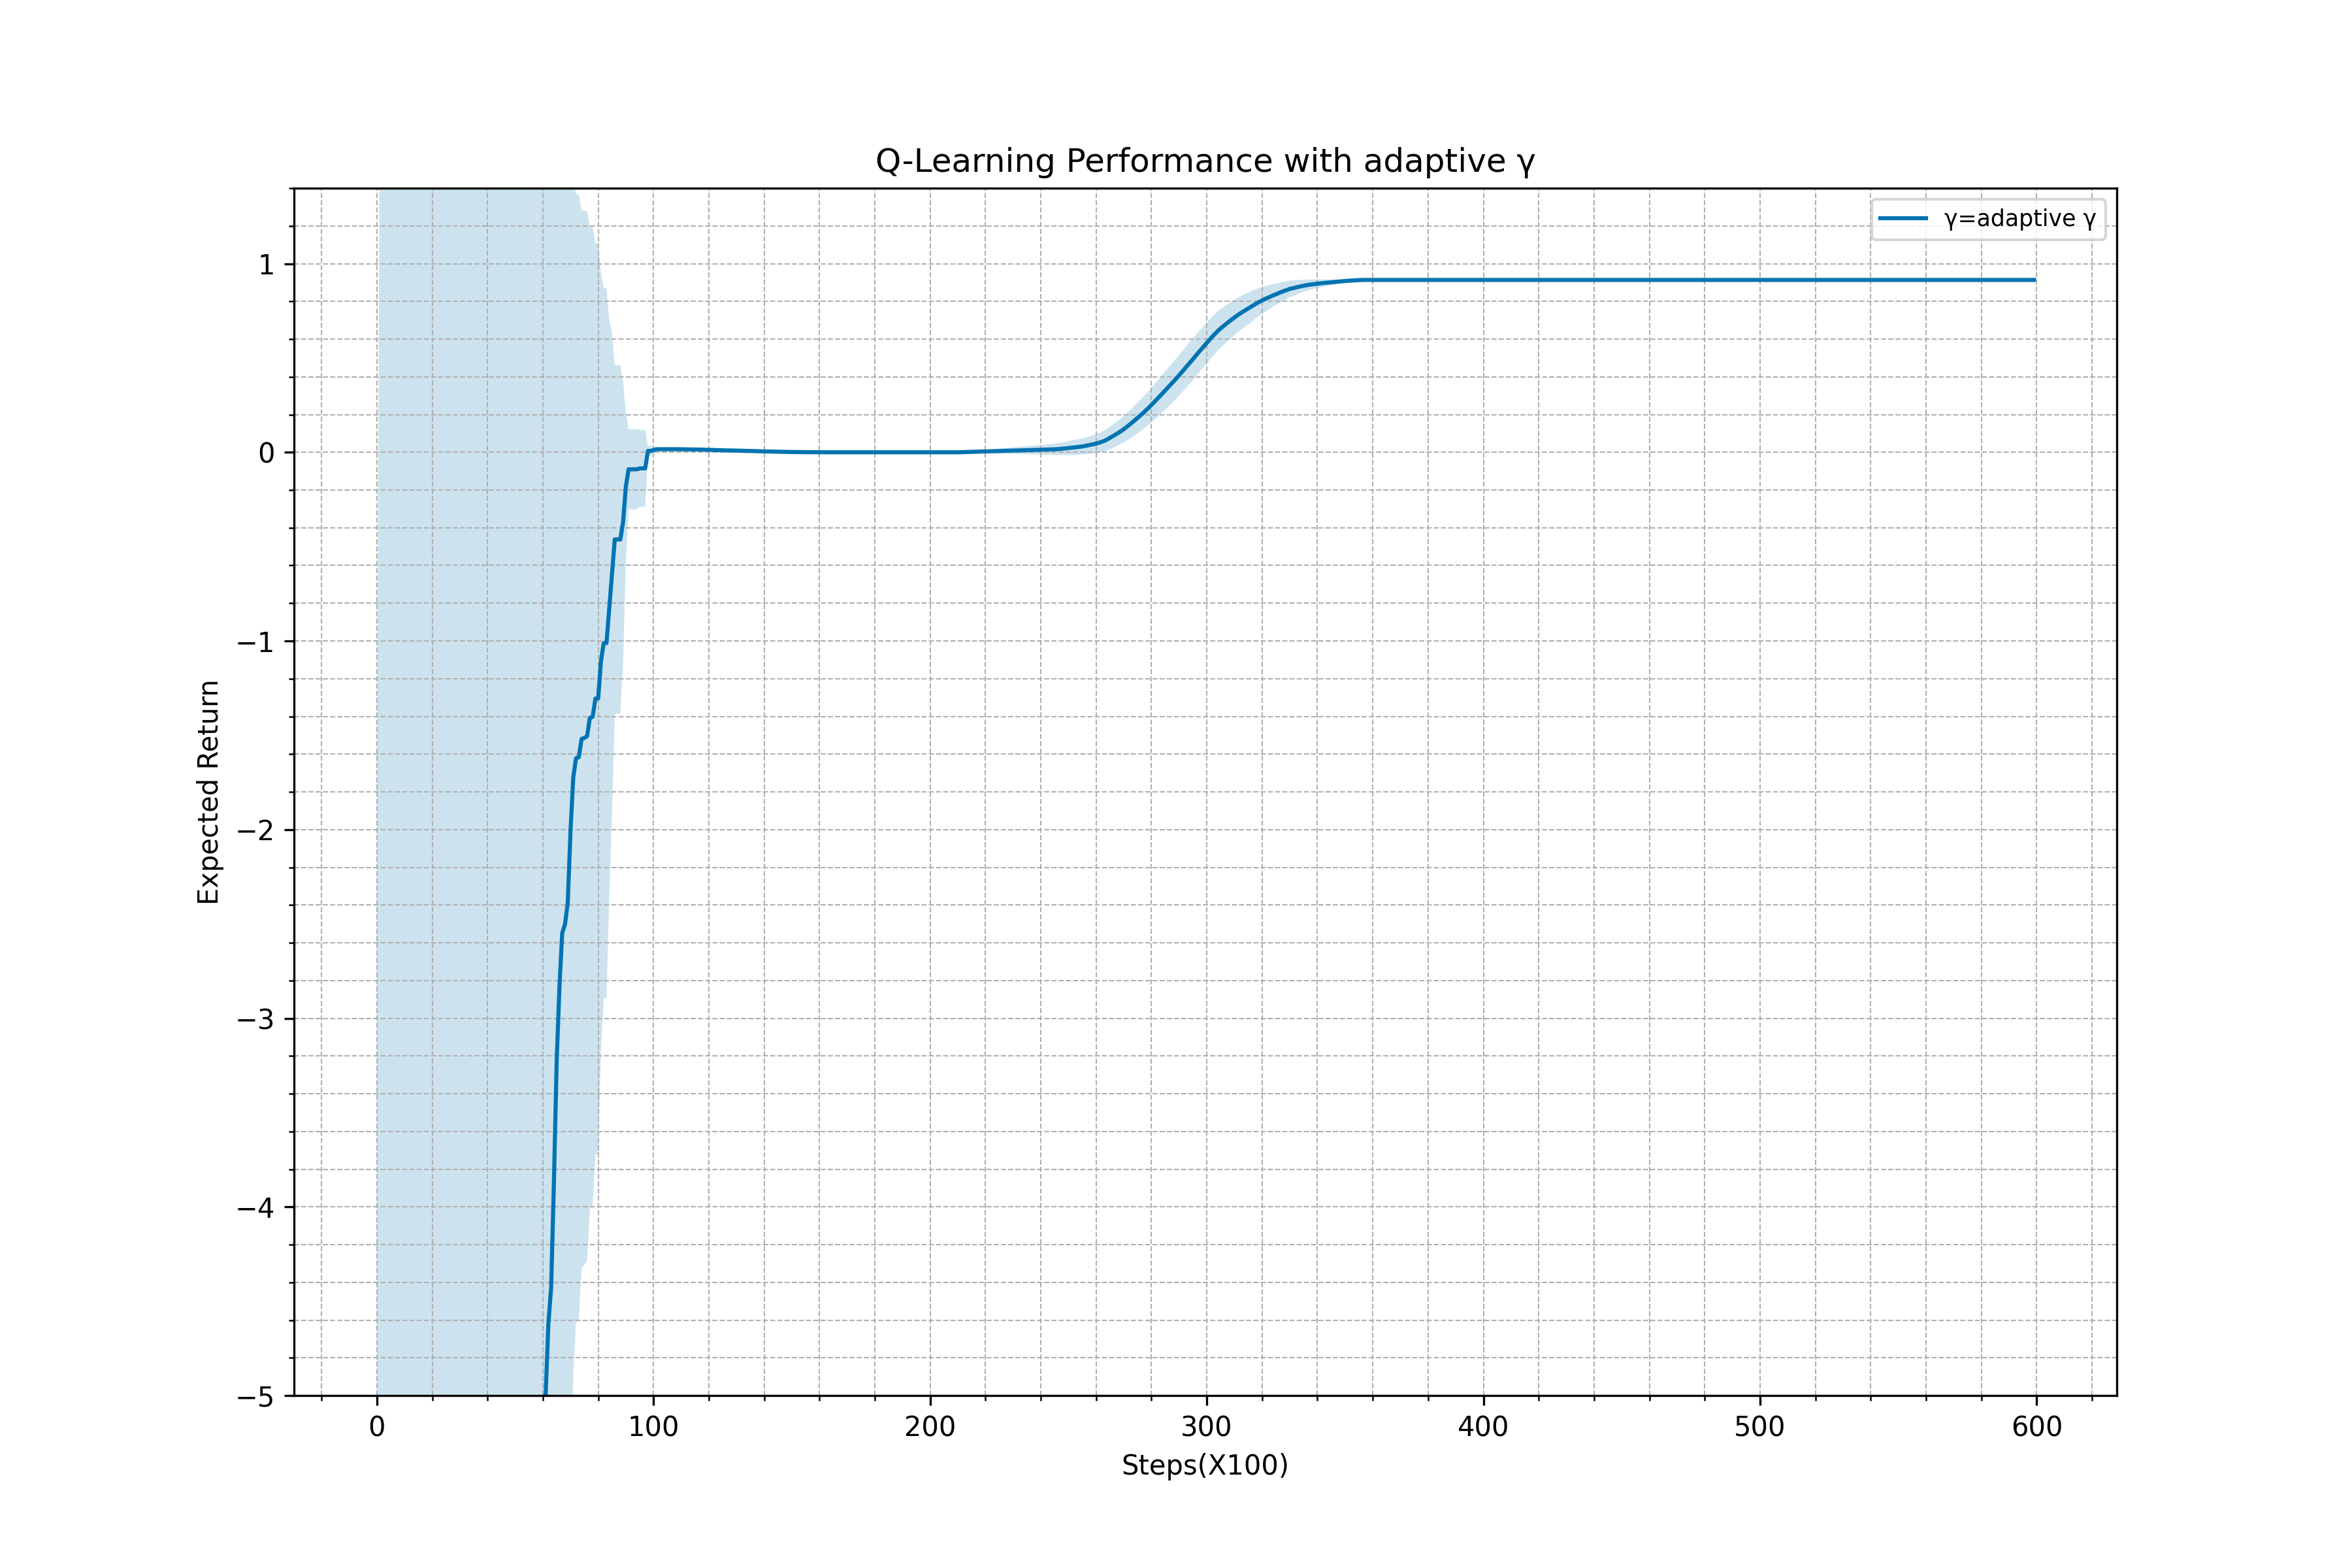 Q-Learning Performance with adaptive γ
γ=adaptive γ
Expected Return
1
0
−1
−2
−3
−4
−5
0 100 200 300 400 500 600
Steps(X100)